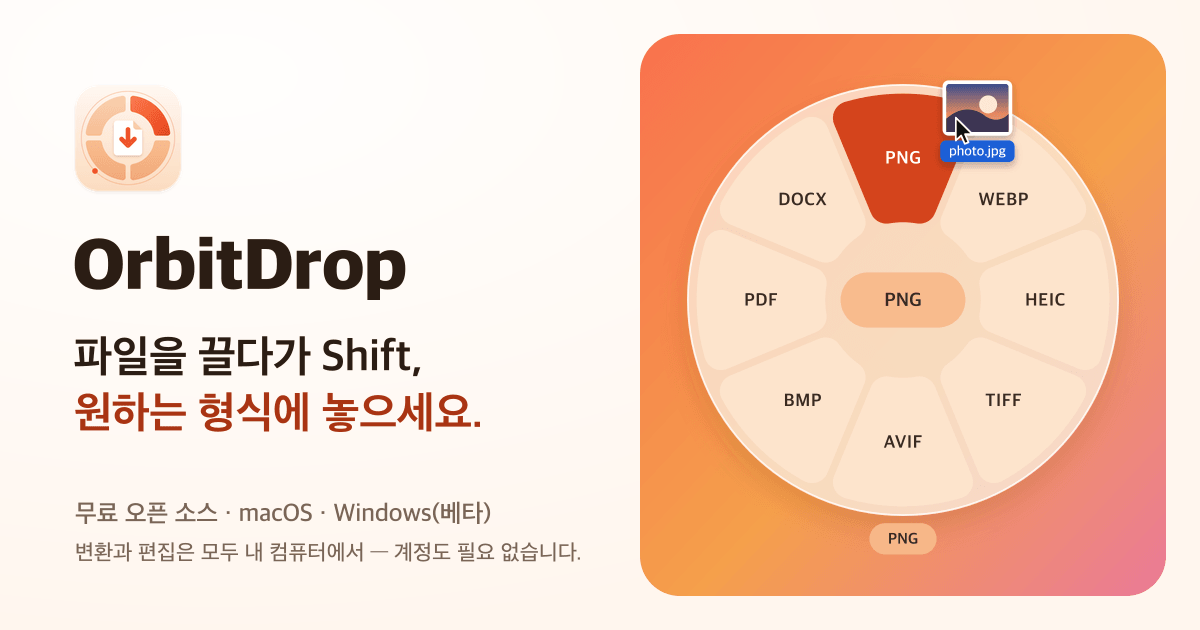 OrbitDrop
파일을 끌다가 Shift,
원하는 형식에 놓으세요.
무료 오픈 소스 · macOS · Windows(베타)
변환과 편집은 모두 내 컴퓨터에서 — 계정도 필요 없습니다.
PNG
photo.jpg
DOCX
WEBP
PDF
PNG
HEIC
BMP
TIFF
AVIF
PNG